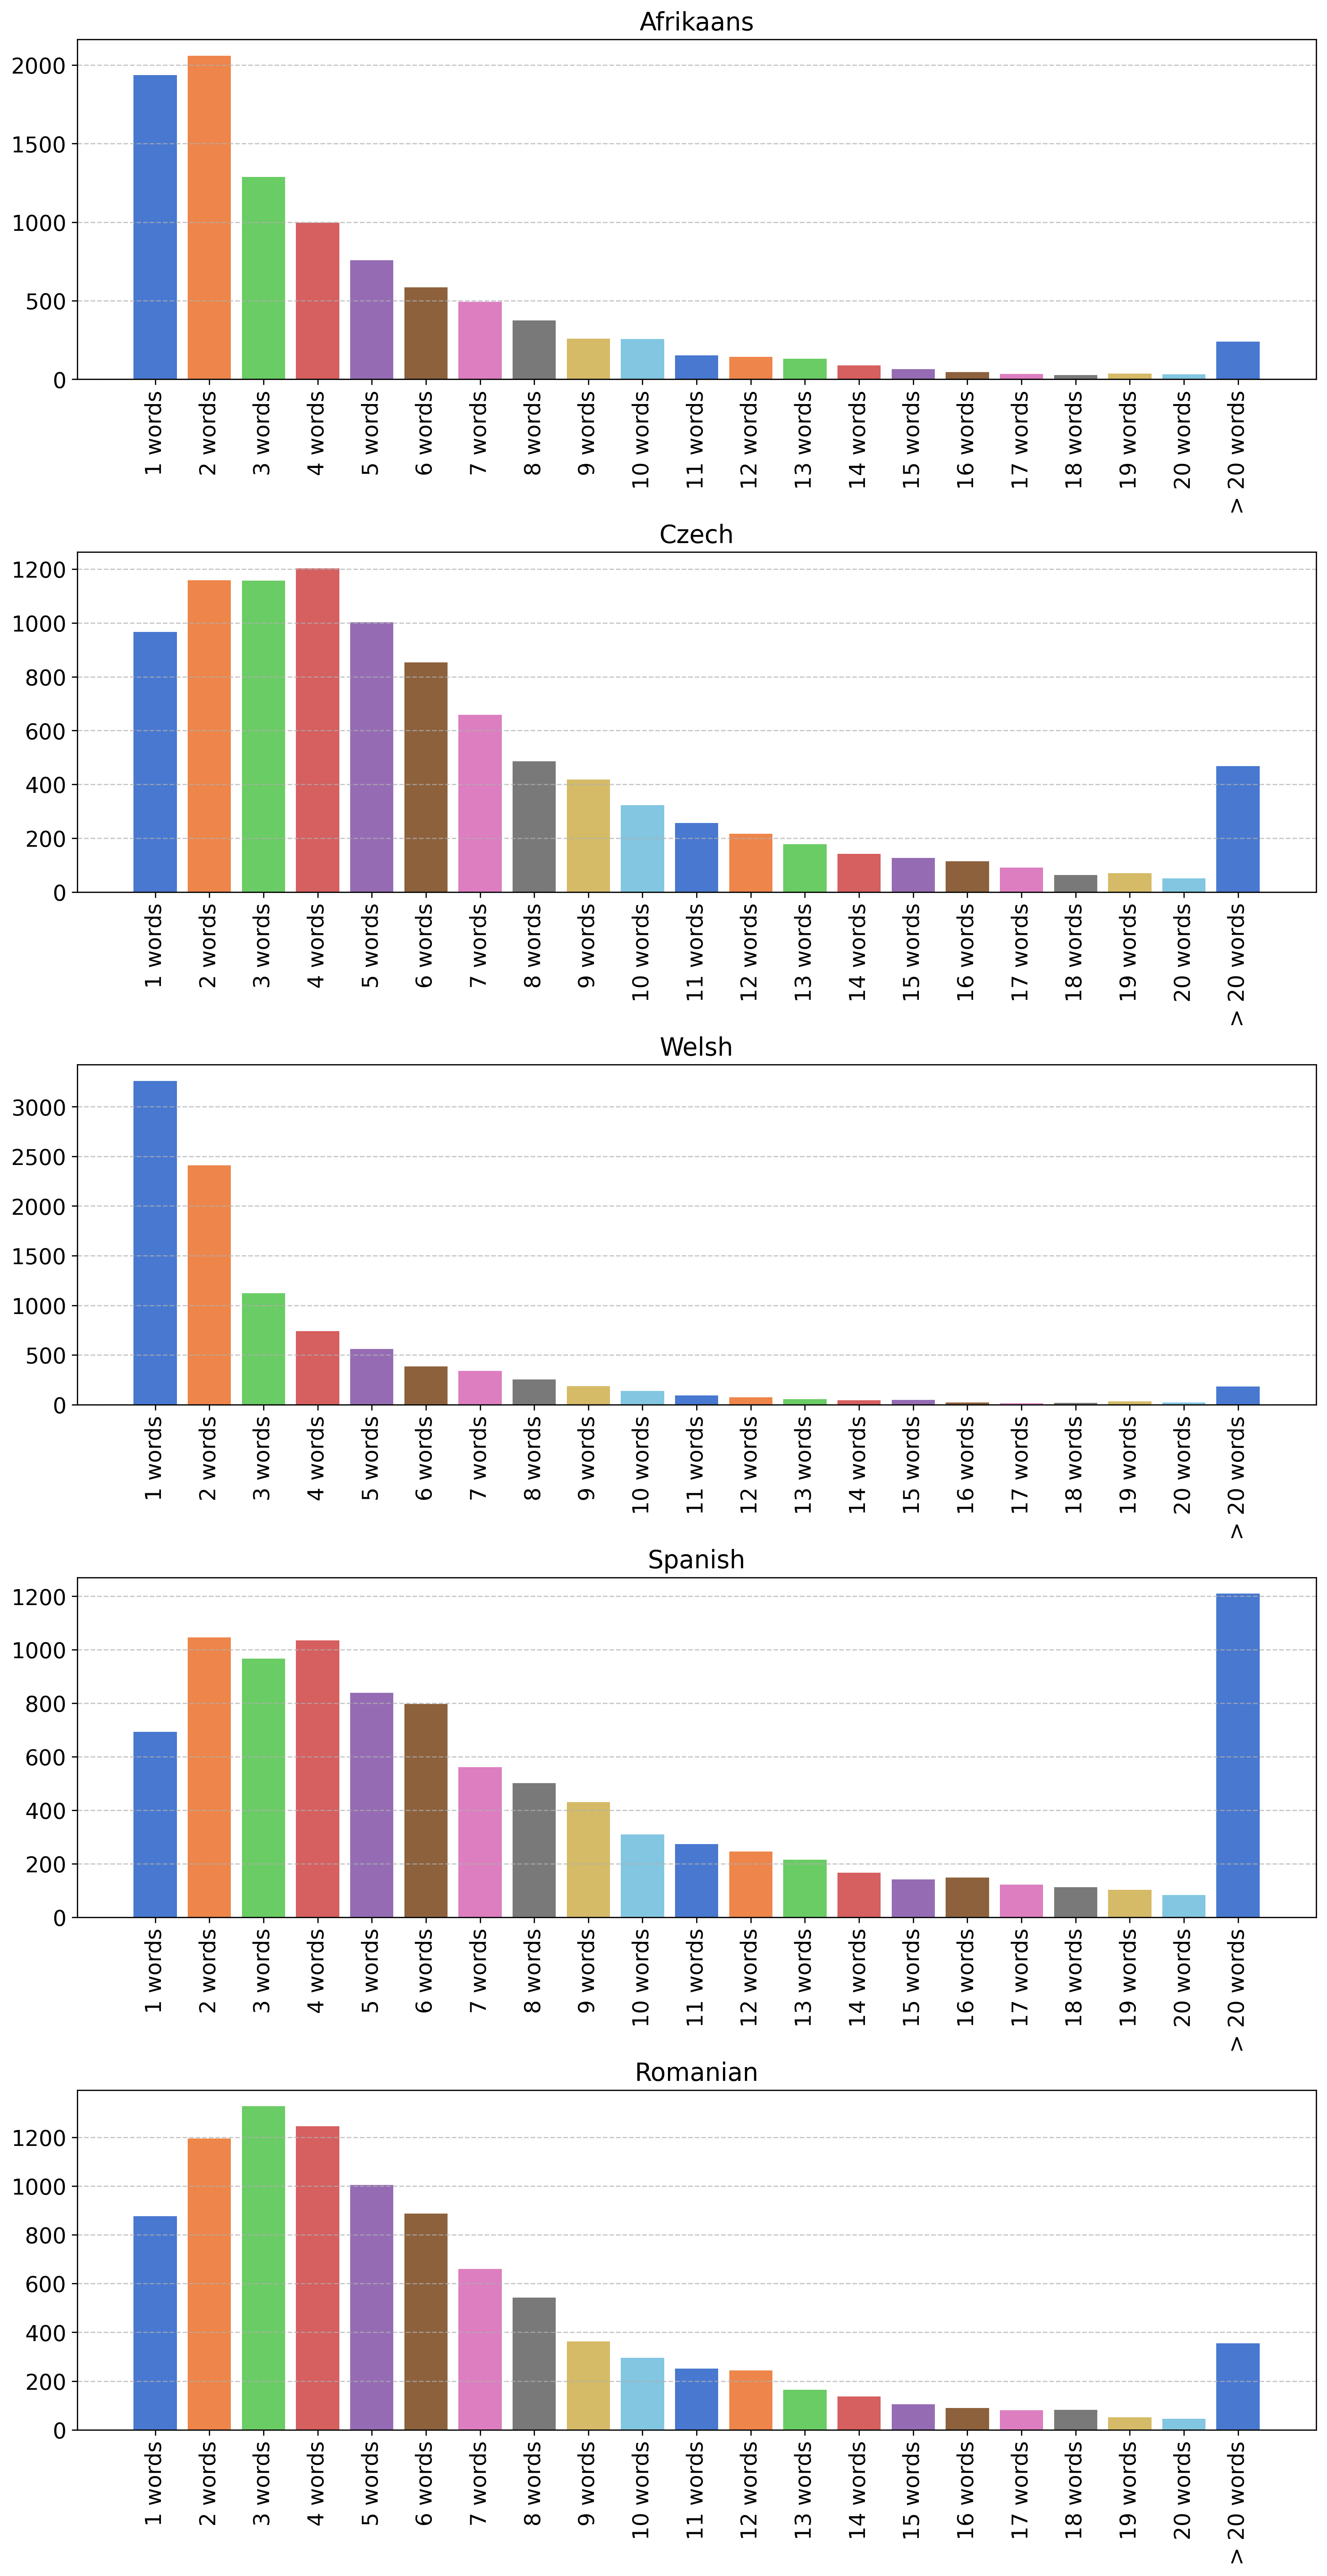 Afrikaans
2000
1500
1000
500
0
1 words
2 words
3 words
4 words
5 words
6 words
7 words
8 words
9 words
10 words
11 words
12 words
13 words
14 words
15 words
16 words
17 words
18 words
19 words
20 words
> 20 words
Czech
1200
1000
800
600
400
200
0
1 words
2 words
3 words
4 words
5 words
6 words
7 words
8 words
9 words
10 words
11 words
12 words
13 words
14 words
15 words
16 words
17 words
18 words
19 words
20 words
> 20 words
Welsh
3000
2500
2000
1500
1000
500
0
1 words
2 words
3 words
4 words
5 words
6 words
7 words
8 words
9 words
10 words
11 words
12 words
13 words
14 words
15 words
16 words
17 words
18 words
19 words
20 words
> 20 words
Spanish
1200
1000
800
600
400
200
0
1 words
2 words
3 words
4 words
5 words
6 words
7 words
8 words
9 words
10 words
11 words
12 words
13 words
14 words
15 words
16 words
17 words
18 words
19 words
20 words
> 20 words
Romanian
1200
1000
800
600
400
200
0
1 words
2 words
3 words
4 words
5 words
6 words
7 words
8 words
9 words
10 words
11 words
12 words
13 words
14 words
15 words
16 words
17 words
18 words
19 words
20 words
> 20 words